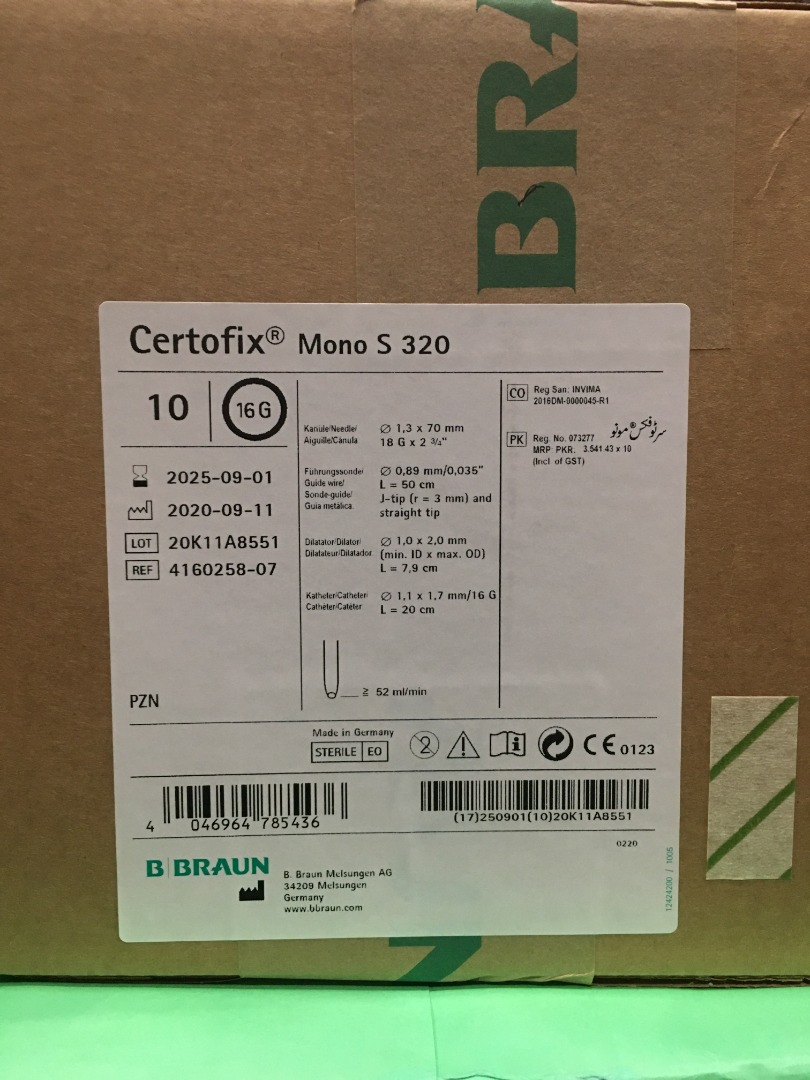 BRA
Certofix® Mono S 320
10
16 G
2025-09-01
2020-09-11
LOT 20K11A8551
REF 4160258-07
PZN
Kanüle/Needle/ ∅ 1,3 x 70 mm
Aiguille/Cánula 18 G x 2 3/4"
Führungssonde/ ∅ 0,89 mm/0,035"
Guide wire/ L = 50 cm
Sonde-guide/ J-tip (r = 3 mm) and
Guia metálica straight tip
Dilatator/Dilator/ ∅ 1,0 x 2,0 mm
Dilatateur/Dilatador (min. ID x max. OD)
L = 7,9 cm
Katheter/Catheter/ ∅ 1,1 x 1,7 mm/16 G
Cathéter/Catéter L = 20 cm
≧ 52 ml/min
CO Reg San: INVIMA
2016DM-0000045-R1
سرٹوفکس® مونو
PK Reg. No. 073277
MRP: PKR. 3.541.43 x 10
(Incl. of GST)
Made in Germany
STERILE EO
2
CE 0123
4 046964 785436
(17)250901(10)20K11A8551
0220
B|BRAUN
B. Braun Melsungen AG
34209 Melsungen
Germany
www.bbraun.com
12424200 / 1006